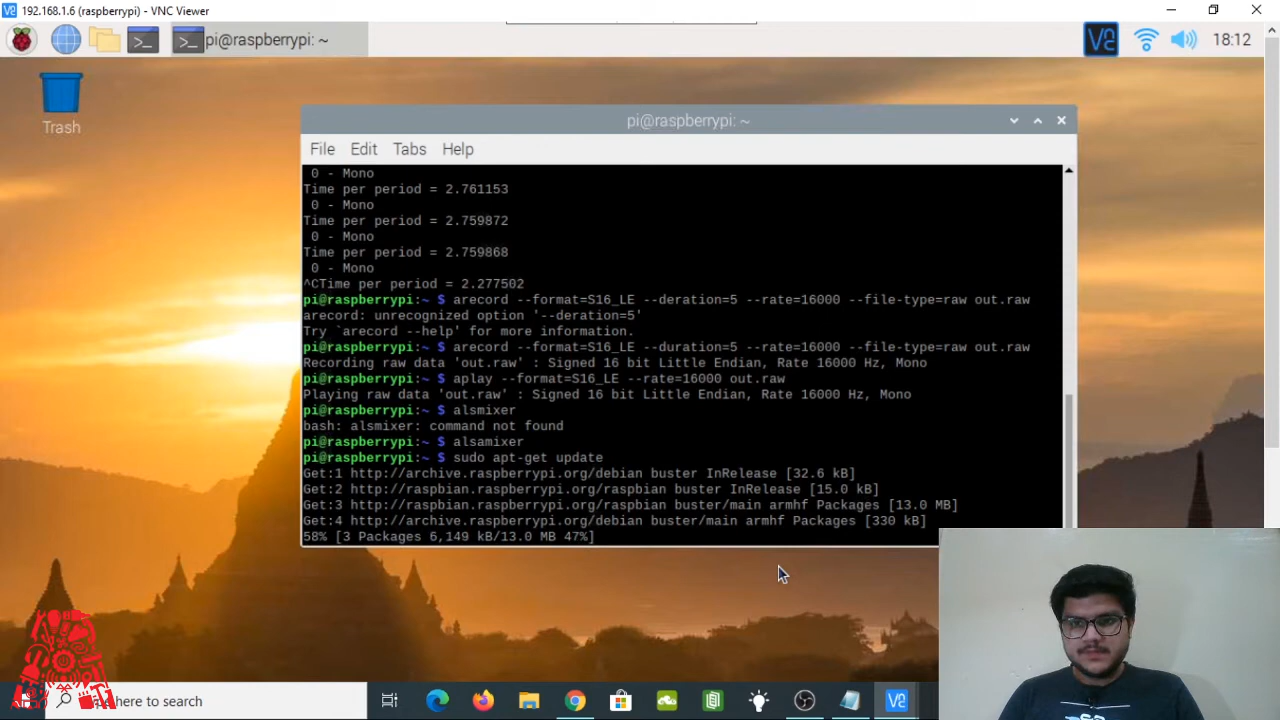 192.168.1.6 (raspberrypi) - VNC Viewer
pi@raspberrypi: ~
18:12
Trash
pi@raspberrypi: ~
File Edit Tabs Help
0 - Mono
Time per period = 2.761153
0 - Mono
Time per period = 2.759872
0 - Mono
Time per period = 2.759868
0 - Mono
^CTime per period = 2.277502
pi@raspberrypi:~ $ arecord --format=S16_LE --deration=5 --rate=16000 --file-type=raw out.raw
arecord: unrecognized option '--deration=5'
Try `arecord --help' for more information.
pi@raspberrypi:~ $ arecord --format=S16_LE --duration=5 --rate=16000 --file-type=raw out.raw
Recording raw data 'out.raw' : Signed 16 bit Little Endian, Rate 16000 Hz, Mono
pi@raspberrypi:~ $ aplay --format=S16_LE --rate=16000 out.raw
Playing raw data 'out.raw' : Signed 16 bit Little Endian, Rate 16000 Hz, Mono
pi@raspberrypi:~ $ alsmixer
bash: alsmixer: command not found
pi@raspberrypi:~ $ alsamixer
pi@raspberrypi:~ $ sudo apt-get update
Get:1 http://archive.raspberrypi.org/debian buster InRelease [32.6 kB]
Get:2 http://raspbian.raspberrypi.org/raspbian buster InRelease [15.0 kB]
Get:3 http://raspbian.raspberrypi.org/raspbian buster/main armhf Packages [13.0 MB]
Get:4 http://archive.raspberrypi.org/debian buster/main armhf Packages [330 kB]
58% [3 Packages 6,149 kB/13.0 MB 47%]
here to search